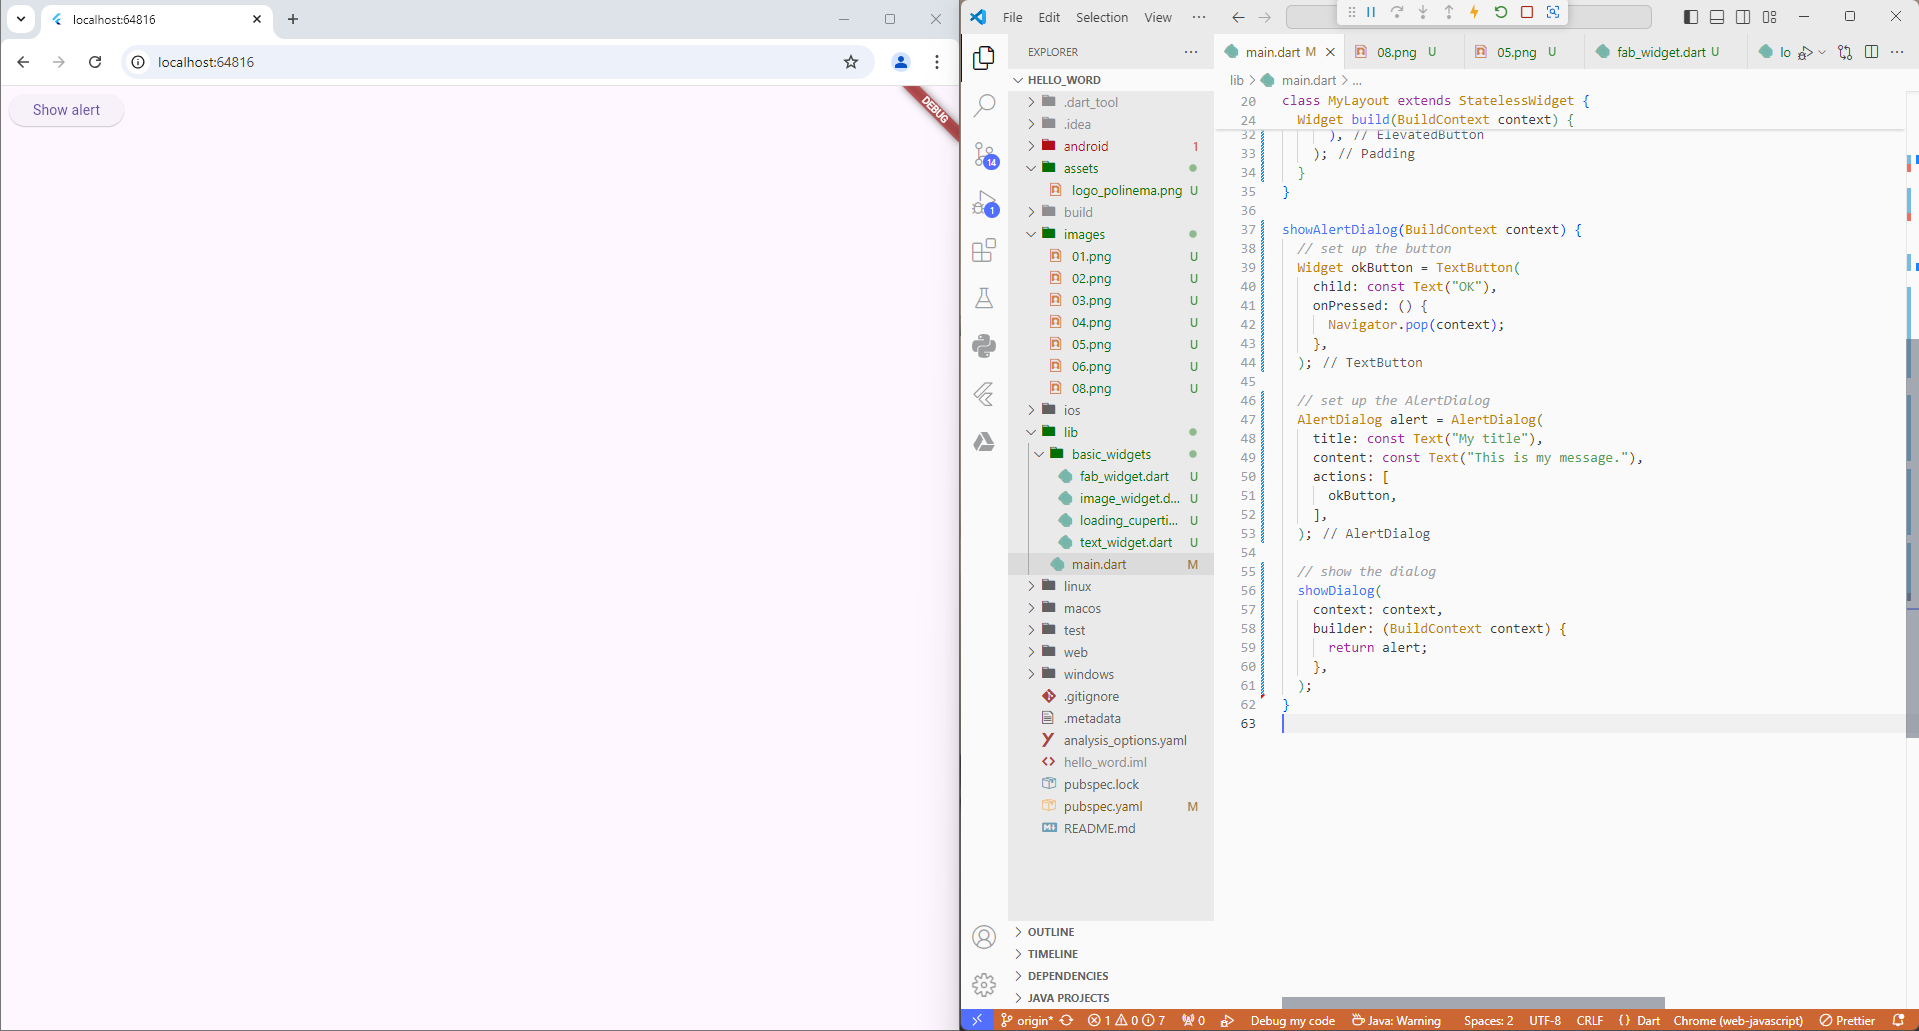 localhost:64816
localhost:64816
Show alert
DEBUG
File Edit Selection View
EXPLORER
HELLO_WORD
.dart_tool
.idea
android 1
assets
logo_polinema.png U
build
images
01.png U
02.png U
03.png U
04.png U
05.png U
06.png U
08.png U
ios
lib
basic_widgets
fab_widget.dart U
image_widget.d... U
loading_cuperti... U
text_widget.dart U
main.dart M
linux
macos
test
web
windows
.gitignore
.metadata
analysis_options.yaml
hello_word.iml
pubspec.lock
pubspec.yaml M
README.md
OUTLINE
TIMELINE
DEPENDENCIES
JAVA PROJECTS
14
1
main.dart M 08.png U 05.png U fab_widget.dart U lo
lib > main.dart > ...
20 class MyLayout extends StatelessWidget {
24 Widget build(BuildContext context) {
32 ), // ElevatedButton
33 ); // Padding
34 }
35 }
36
37 showAlertDialog(BuildContext context) {
38 // set up the button
39 Widget okButton = TextButton(
40 child: const Text("OK"),
41 onPressed: () {
42 Navigator.pop(context);
43 },
44 ); // TextButton
45
46 // set up the AlertDialog
47 AlertDialog alert = AlertDialog(
48 title: const Text("My title"),
49 content: const Text("This is my message."),
50 actions: [
51 okButton,
52 ],
53 ); // AlertDialog
54
55 // show the dialog
56 showDialog(
57 context: context,
58 builder: (BuildContext context) {
59 return alert;
60 },
61 );
62 }
63
origin* 1 0 7 0 Debug my code Java: Warning Spaces: 2 UTF-8 CRLF { } Dart Chrome (web-javascript) Prettier